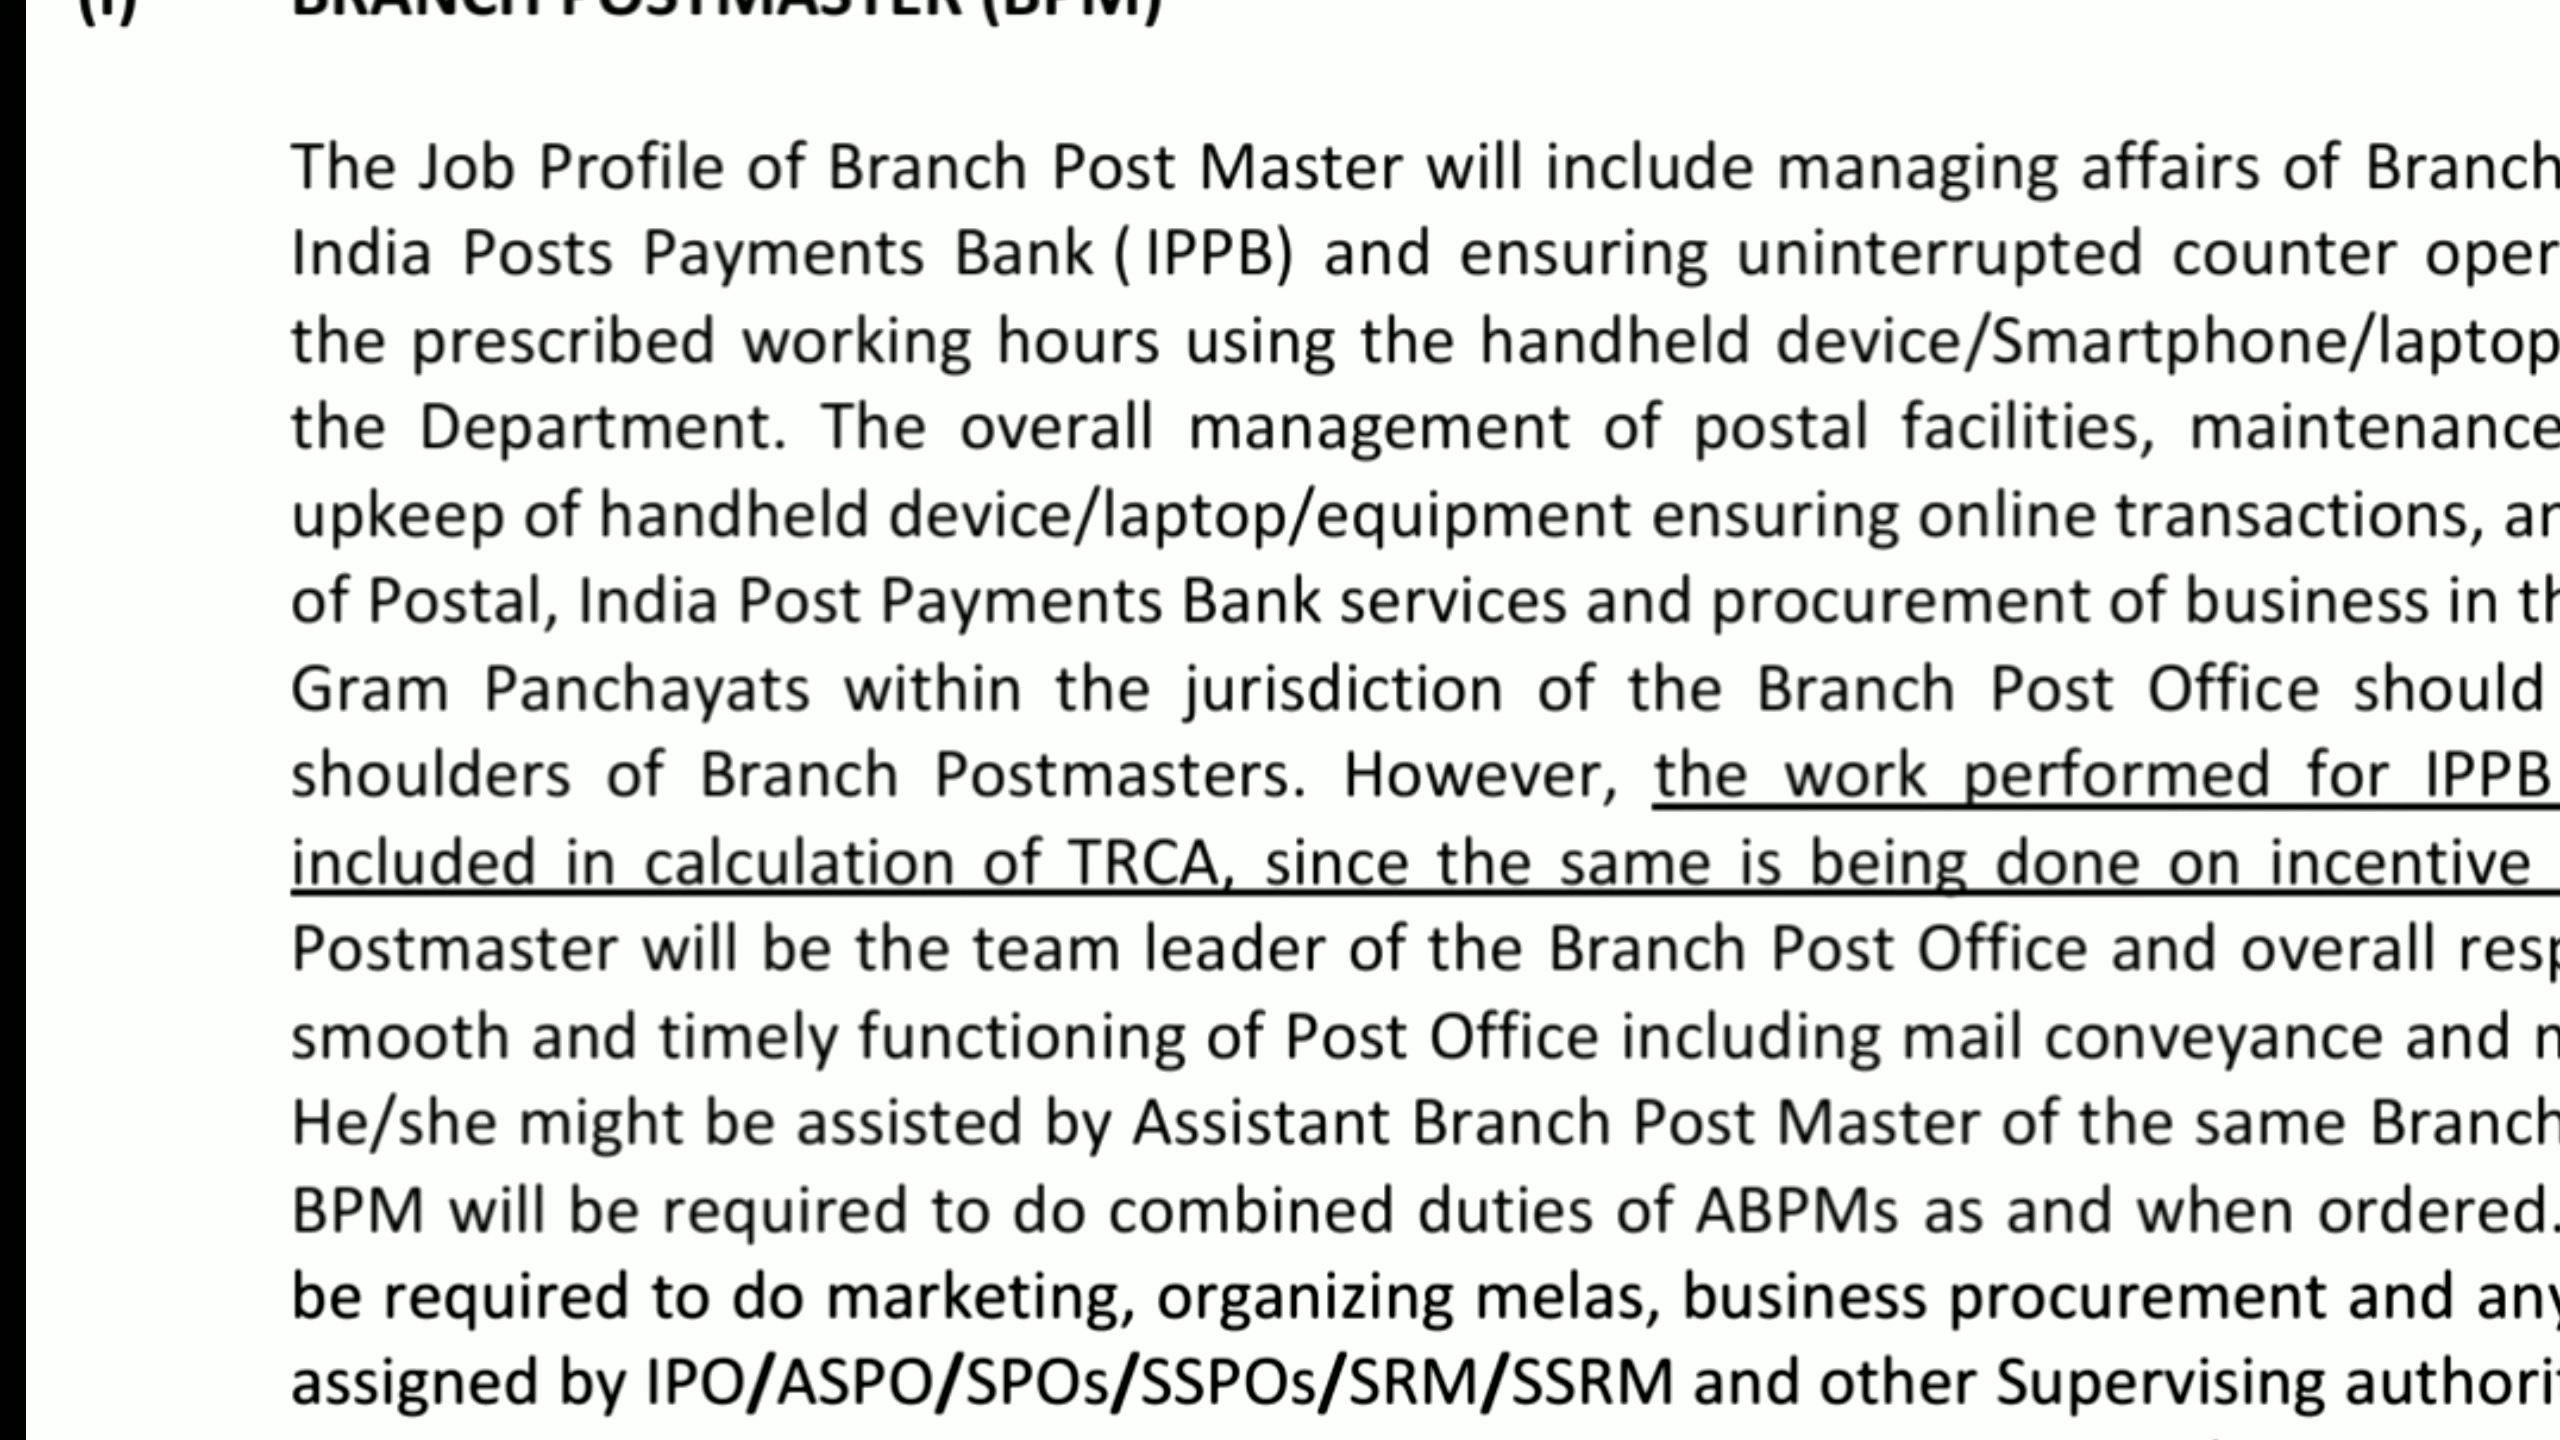 (i) BRANCH POSTMASTER (BPM)
The Job Profile of Branch Post Master will include managing affairs of Branch
India Posts Payments Bank ( IPPB) and ensuring uninterrupted counter oper
the prescribed working hours using the handheld device/Smartphone/laptop
the Department. The overall management of postal facilities, maintenance
upkeep of handheld device/laptop/equipment ensuring online transactions, an
of Postal, India Post Payments Bank services and procurement of business in th
Gram Panchayats within the jurisdiction of the Branch Post Office should
shoulders of Branch Postmasters. However, the work performed for IPPB
included in calculation of TRCA, since the same is being done on incentive
Postmaster will be the team leader of the Branch Post Office and overall resp
smooth and timely functioning of Post Office including mail conveyance and
He/she might be assisted by Assistant Branch Post Master of the same Branch
BPM will be required to do combined duties of ABPMs as and when ordered.
be required to do marketing, organizing melas, business procurement and any
assigned by IPO/ASPO/SPOs/SSPOs/SRM/SSRM and other Supervising authorit